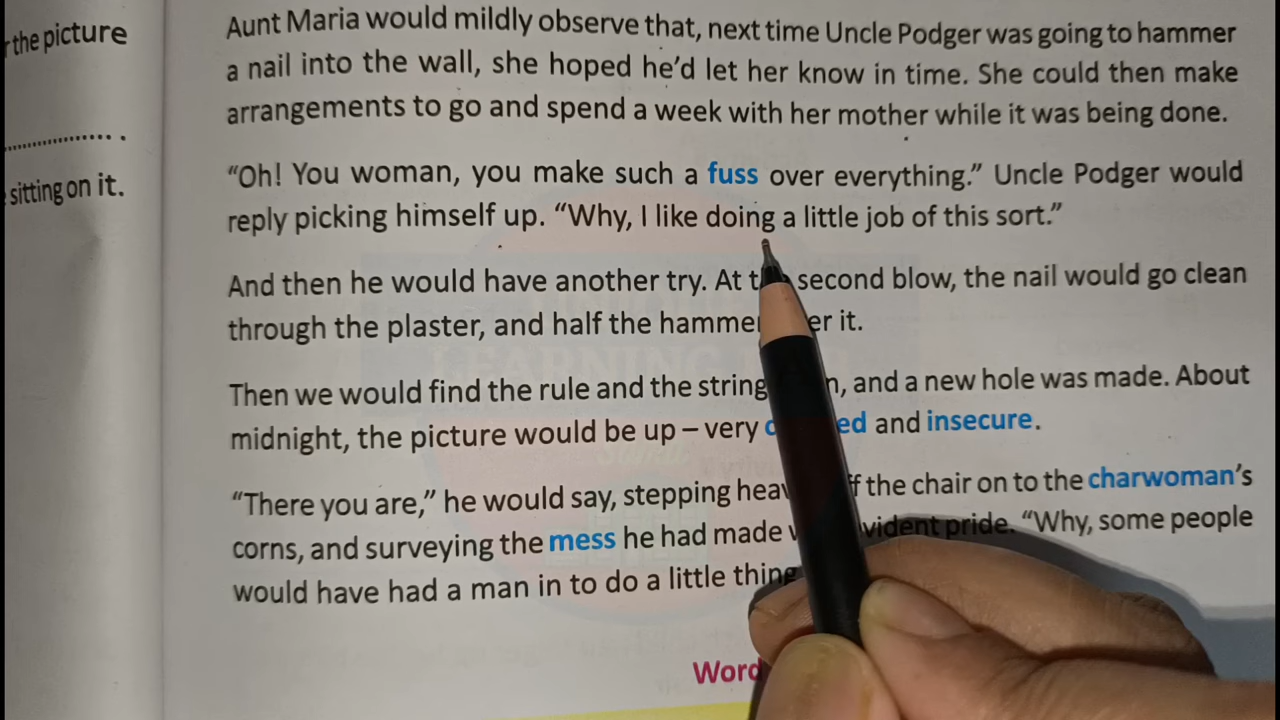 the picture
sitting on it.
Aunt Maria would mildly observe that, next time Uncle Podger was going to hammer
a nail into the wall, she hoped he'd let her know in time. She could then make
arrangements to go and spend a week with her mother while it was being done.
“Oh! You woman, you make such a fuss over everything.” Uncle Podger would
reply picking himself up. “Why, I like doing a little job of this sort.”
And then he would have another try. At second blow, the nail would go clean
through the plaster, and half the hammer it.
Then we would find the rule and the string and a new hole was made. About
midnight, the picture would be up – very and insecure.
“There you are,” he would say, stepping the chair on to the charwoman's
corns, and surveying the mess he had made evident pride. “Why, some people
would have had a man in to do a little thing
Word